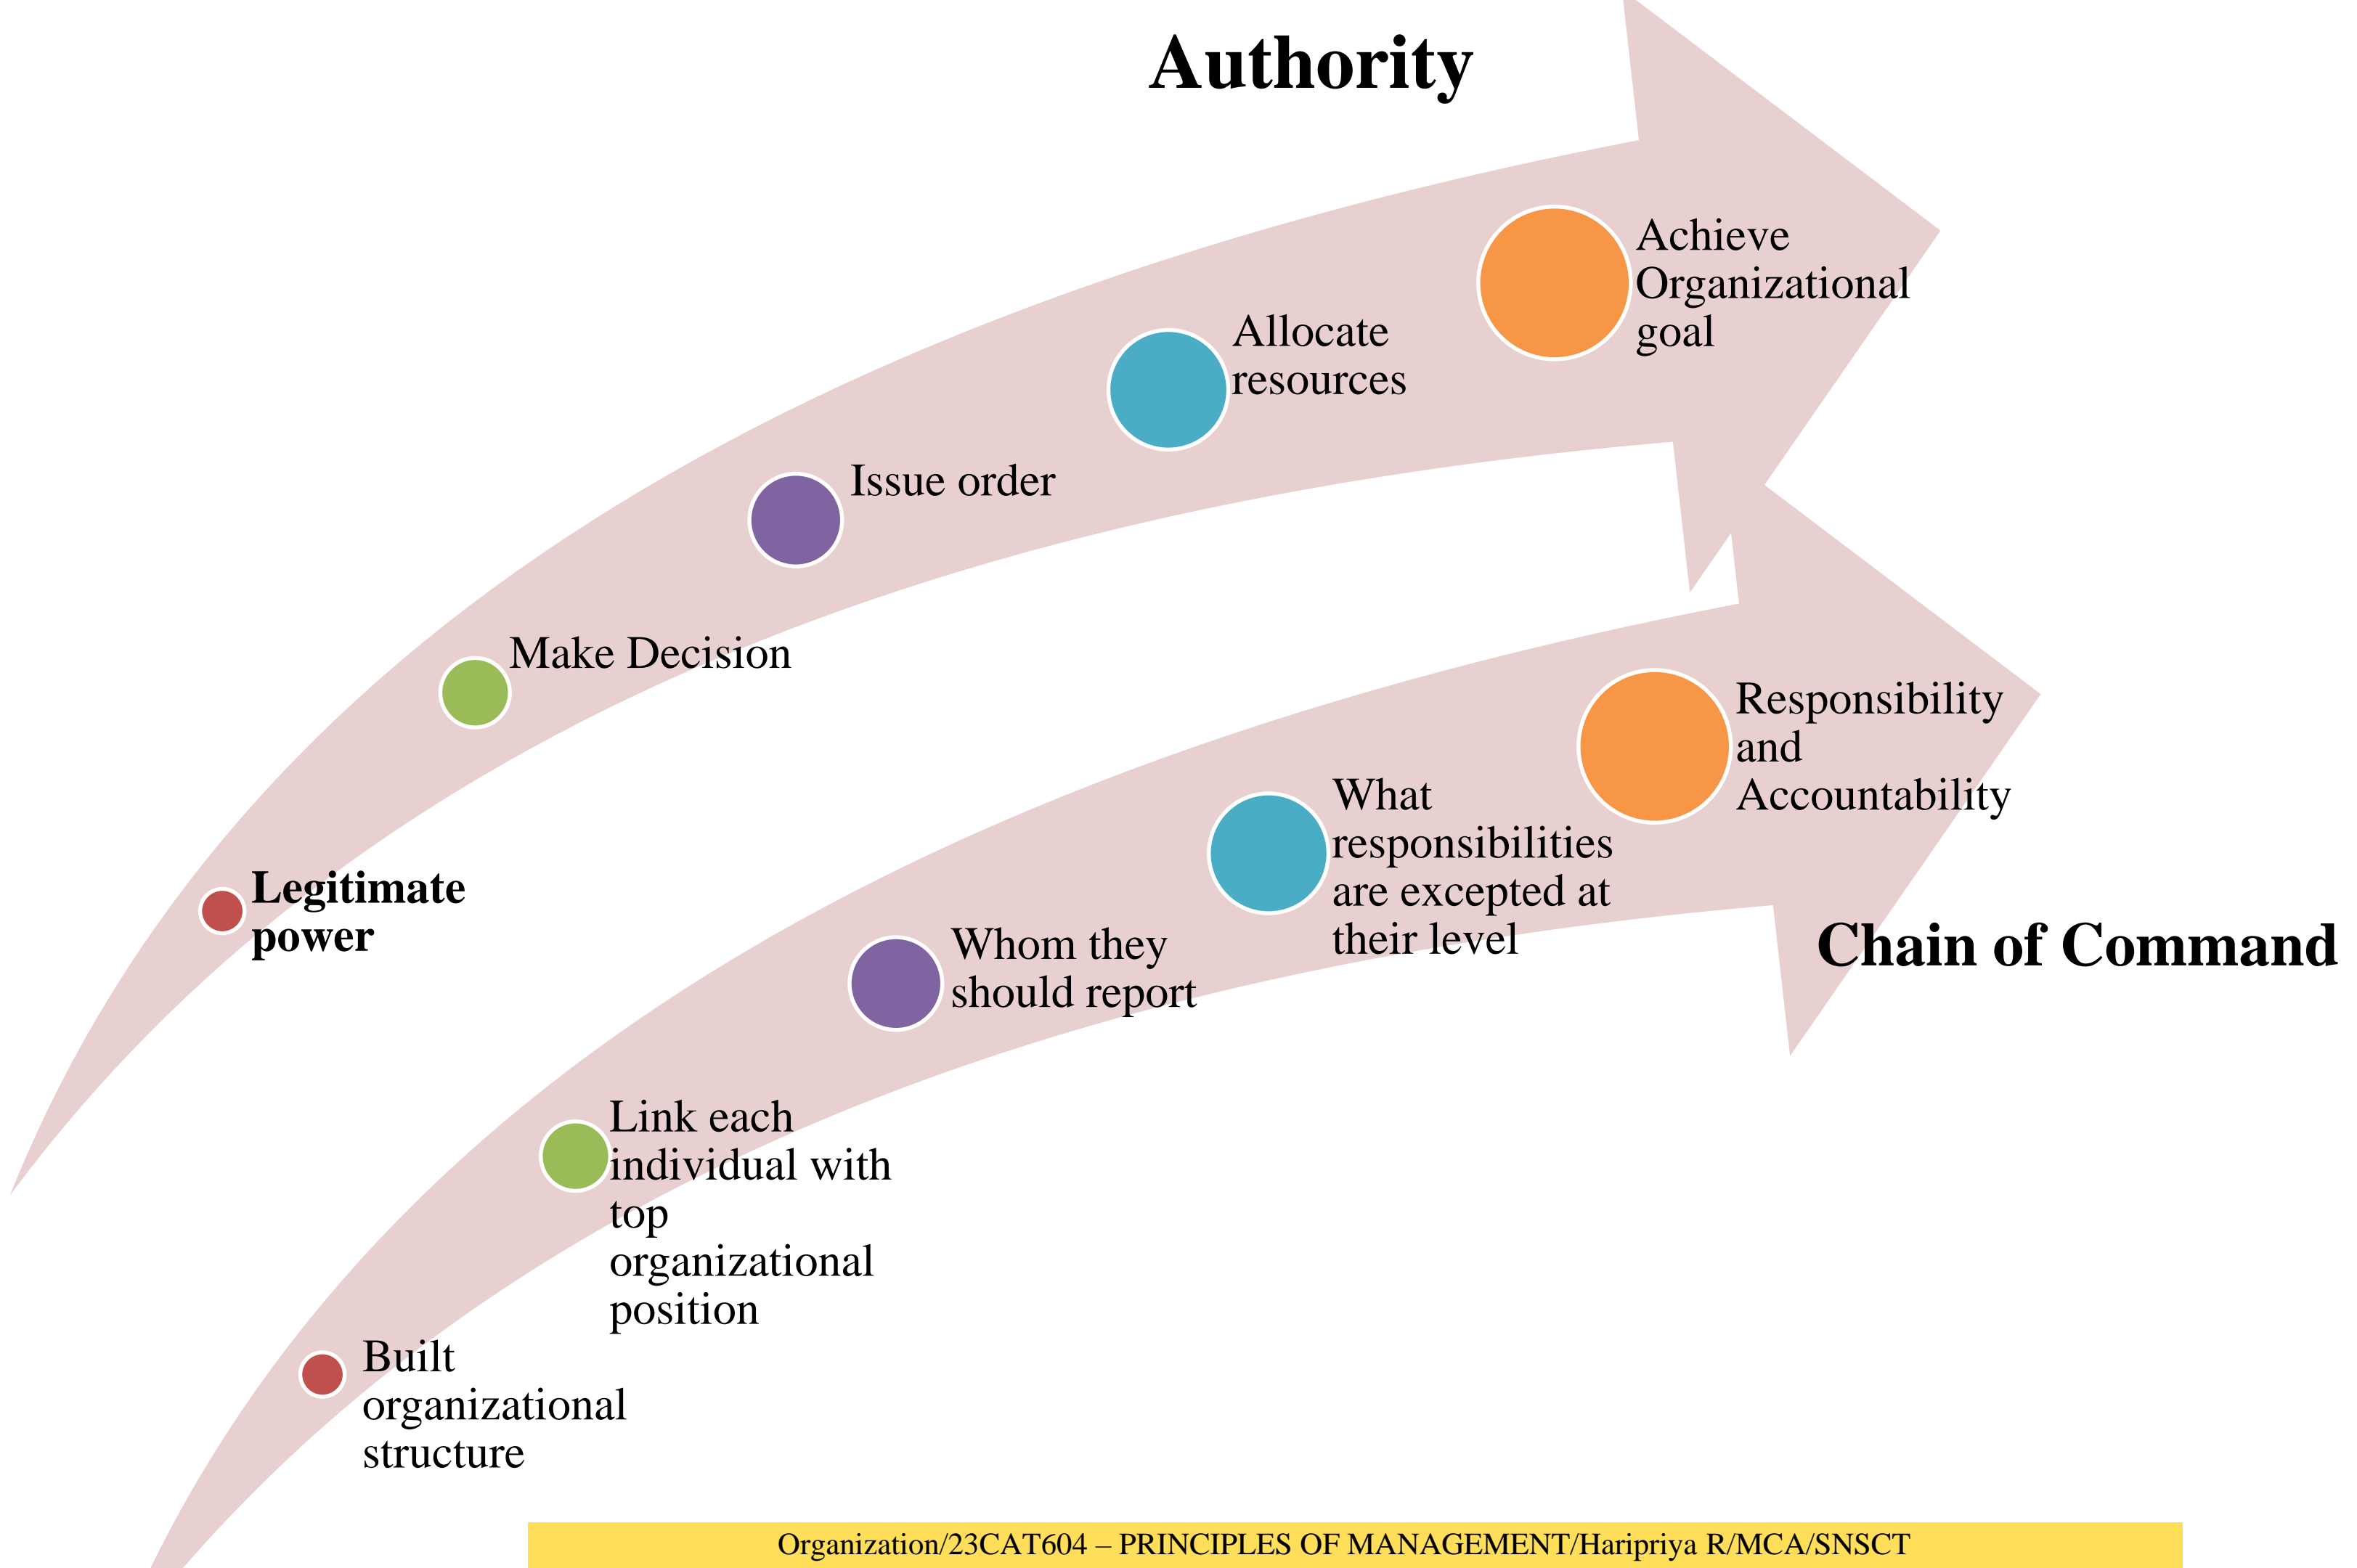 Authority
Legitimate
power
Make Decision
Issue order
Allocate
resources
Achieve
Organizational
goal
Chain of Command
Built
organizational
structure
Link each
individual with
top
organizational
position
Whom they
should report
What
responsibilities
are excepted at
their level
Responsibility
and
Accountability
Organization/23CAT604 – PRINCIPLES OF MANAGEMENT/Haripriya R/MCA/SNSCT